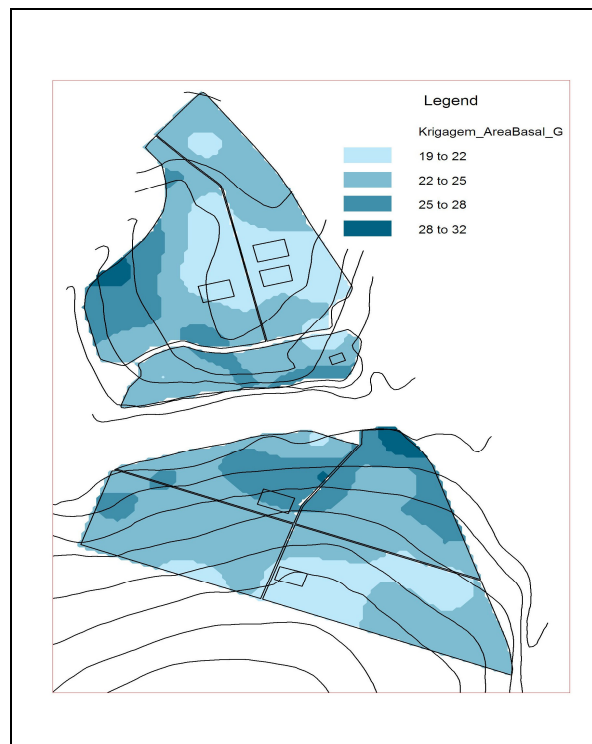 Legend
Krigagem_AreaBasal_G
19 to 22
22 to 25
25 to 28
28 to 32